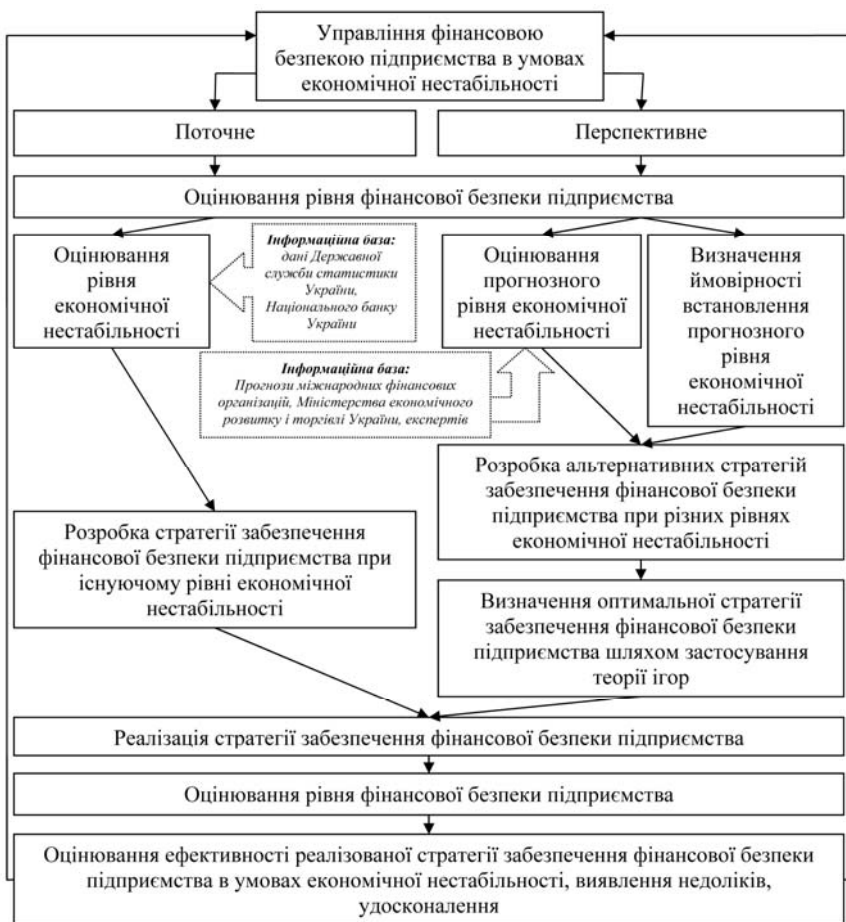 Управління фінансовою
безпекою підприємства в умовах
економічної нестабільності
Поточне
Перспективне
Оцінювання рівня фінансової безпеки підприємства
Оцінювання
рівня
економічної
нестабільності
Інформаційна база:
дані Державної
служби статистики
України,
Національного банку
України
Оцінювання
прогнозного
рівня економічної
нестабільності
Визначення
ймовірності
встановлення
прогнозного
рівня
економічної
нестабільності
Інформаційна база:
Прогнози міжнародних фінансових
організацій, Міністерства економічного
розвитку і торгівлі України, експертів
Розробка альтернативних стратегій
забезпечення фінансової безпеки
підприємства при різних рівнях
економічної нестабільності
Розробка стратегії забезпечення
фінансової безпеки підприємства при
існуючому рівні економічної
нестабільності
Визначення оптимальної стратегії
забезпечення фінансової безпеки
підприємства шляхом застосування
теорії ігор
Реалізація стратегії забезпечення фінансової безпеки підприємства
Оцінювання рівня фінансової безпеки підприємства
Оцінювання ефективності реалізованої стратегії забезпечення фінансової безпеки
підприємства в умовах економічної нестабільності, виявлення недоліків,
удосконалення